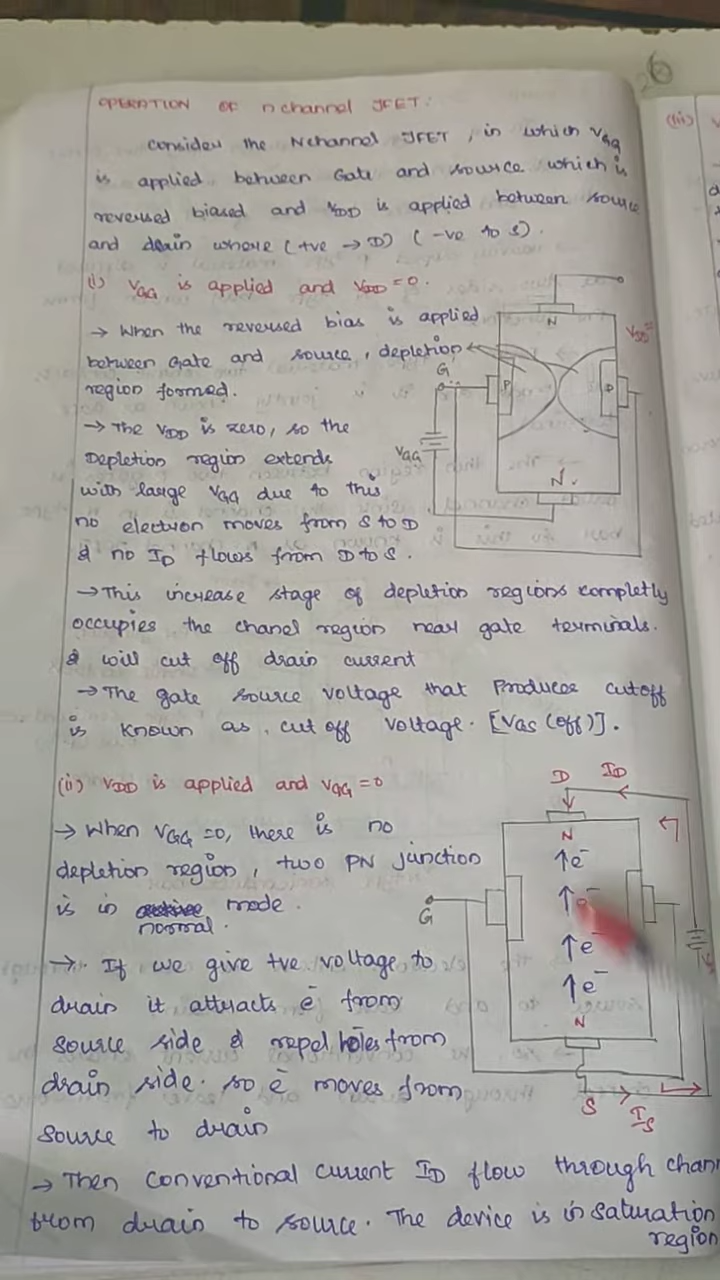 6
OPERATION OF n channel JFET:
(iii)
consider the Nchannel JFET, in which VGG
is applied between Gate and source which is
reversed biased and VDD is applied between source
and drain where (+ve → D) (-ve to S).
(i) VGG is applied and VDD = 0.
→ When the reversed bias is applied
between Gate and source, depletion
region formed.
→ The VDD is zero, so the
Depletion region extends
with large VGG due to this
no electron moves from S to D
& no ID flows from D to S.
N
G
P
P
VGG
N.
→ This increase stage of depletion regions completly
occupies the chanel region near gate terminals.
& will cut off drain current
→ The gate source voltage that Produces cutoff
is known as cut off voltage. [VGS (off)].
(ii) VDD is applied and VGG = 0
→ When VGG = 0, there is no
depletion region, two PN junction
is in mode.
normal.
→. If we give +ve voltage to
drain it attracts e⁻ from
source side & repel holes from
drain side. so e⁻ moves from
source to drain
D ID
N
↑e⁻
↑e⁻
↑e⁻
↑e⁻
N
G
S IS
→ Then conventional current ID flow through chann
from drain to source. The device is in saturation
region